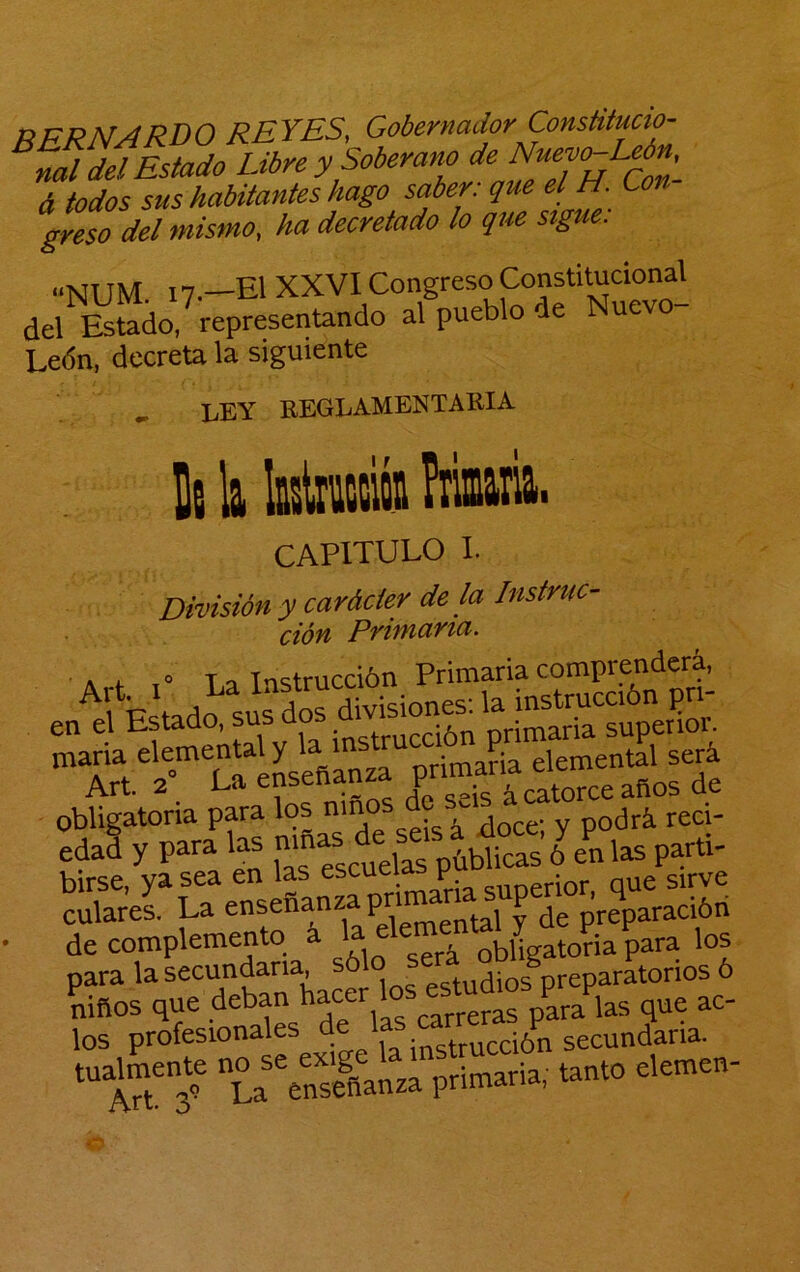 BERNARDO REYES, Gobernador Constitucio-
nal del Estado Libre y Soberano de Nuevo-León,
á todos sus habitantes hago saber: que el H. Con-
greso del mismo, ha decretado lo que sigue:
“NUM. 17.—El XXVI Congreso Constitucional
del Estado, representando al pueblo de Nuevo-
León, decreta la siguiente
LEY REGLAMENTARIA
De la Instrucción Primaria.
CAPITULO I.
División y carácter de la Instruc-
ción Primaria.
Art. 1° La Instrucción Primaria comprenderá,
en el Estado, sus dos divisiones: la instrucción pri-
maria elemental y la instrucción primaria superior.
Art. 2° La enseñanza primaria elemental será
obligatoria para los niños de seis á catorce años de
edad y para las niñas de seis á doce; y podrá reci-
birse, ya sea en las escuelas públicas ó en las parti-
culares. La enseñanza primaria superior, que sirve
de complemento á la elemental y de preparación
para la secundaria, sólo será obligatoria para los
niños que deban hacer los estudios preparatorios ó
los profesionales de las carreras para las que ac-
tualmente no se exige la instrucción secundaria.
Art. 3º La enseñanza primaria, tanto elemen-